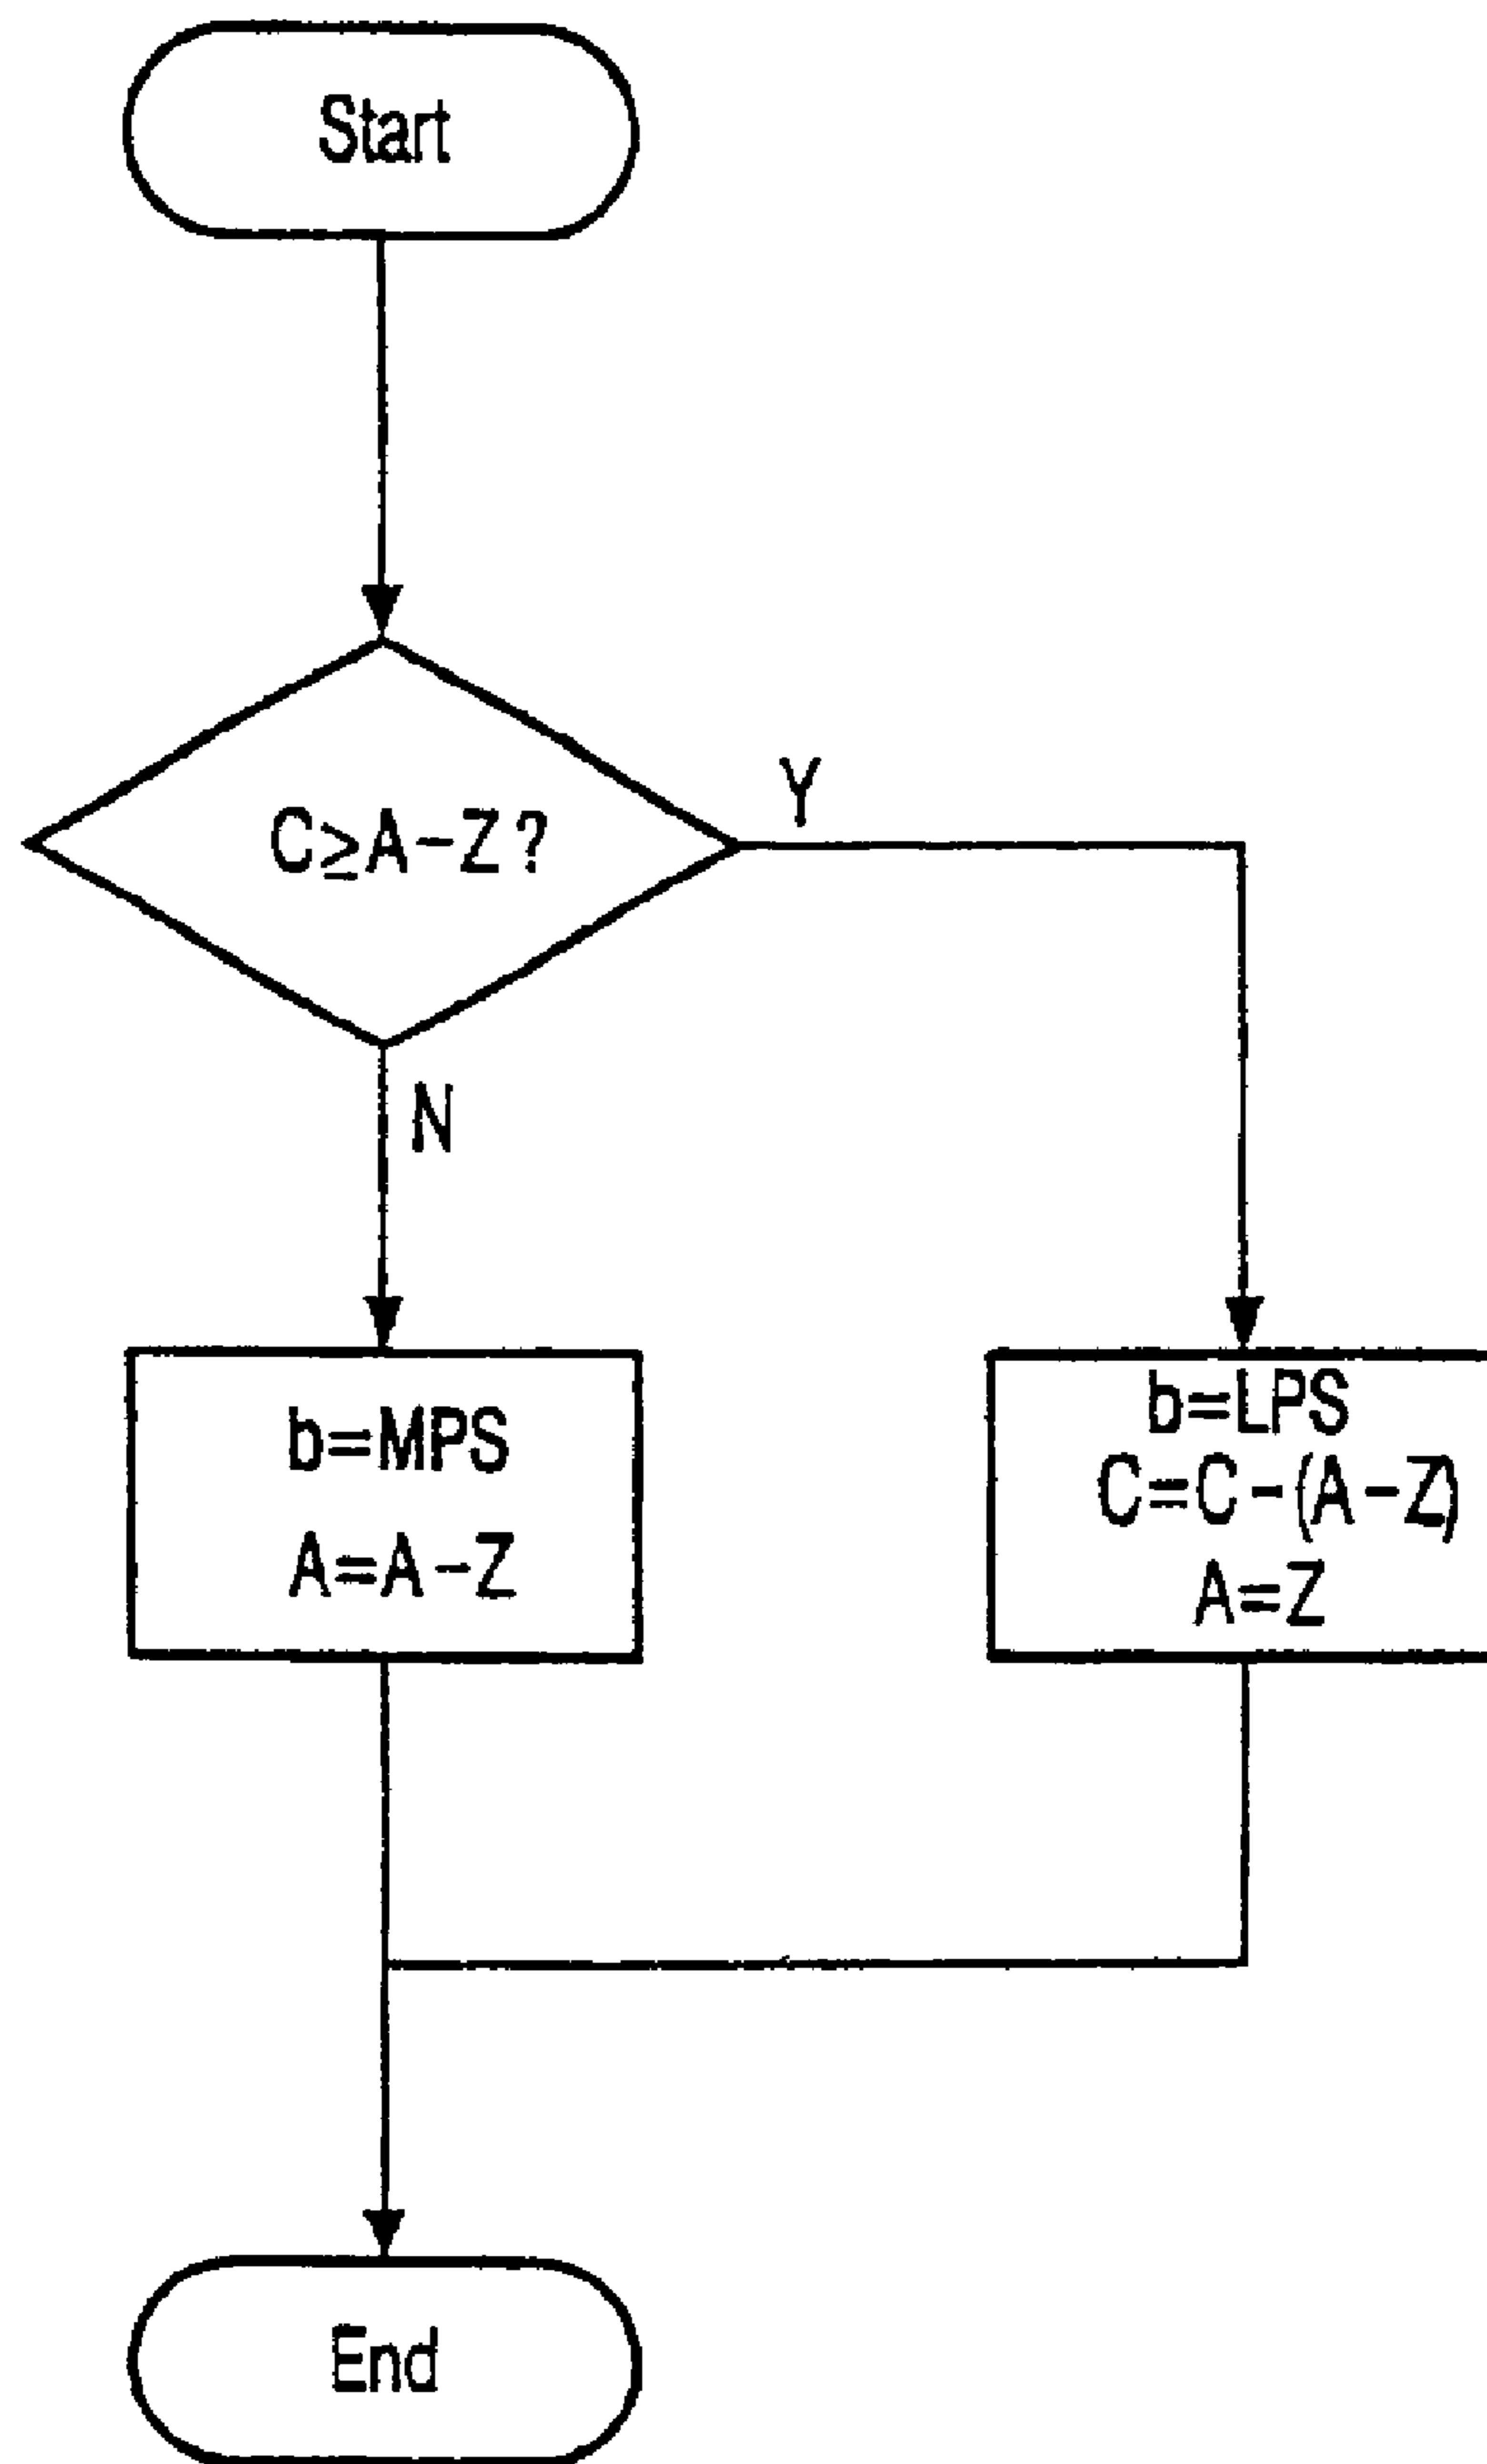 Start
C≥A-Z?
Y
N
b=MPS
A=A-Z
b=LPS
C=C-(A-Z)
A=Z
End